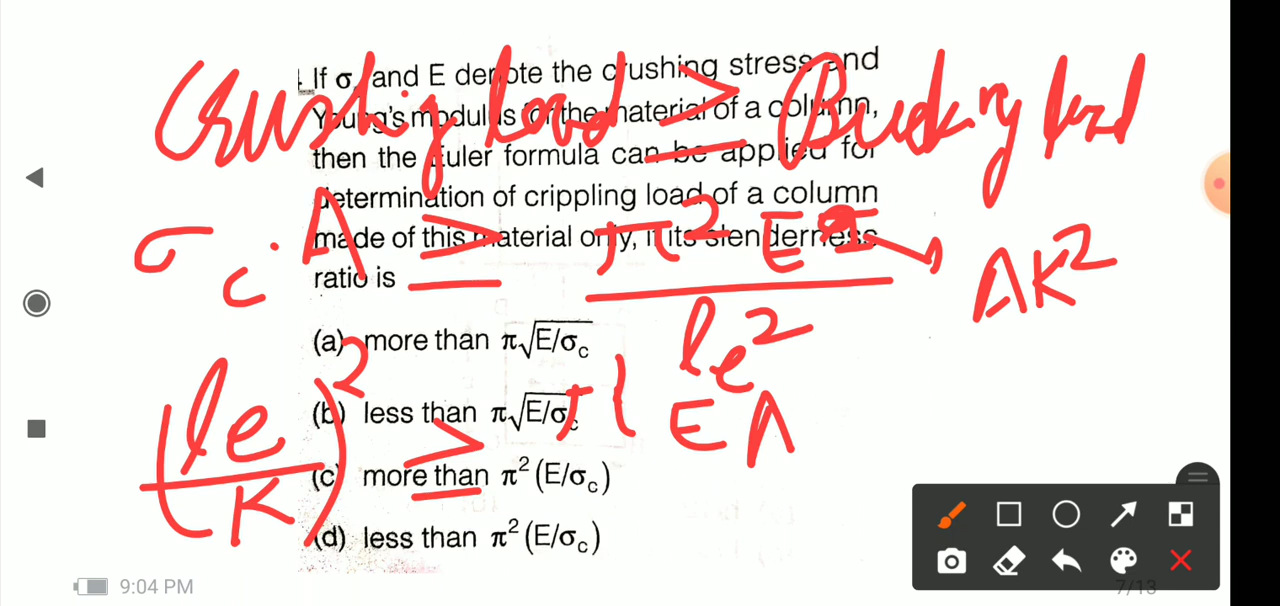 If σc and E denote the crushing stress and
Young's modulus for the material of a column,
then the Euler formula can be applied for
determination of crippling load of a column
made of this material only, if its slenderness
ratio is
(a) more than π√E/σc
(b) less than π√E/σc
(c) more than π² (E/σc)
(d) less than π² (E/σc)
Crushing load ≥ Buckling load
σc · A ≥ π² E
le²
AK²
(le/K)² ≥ π
E A
9:04 PM
7/13